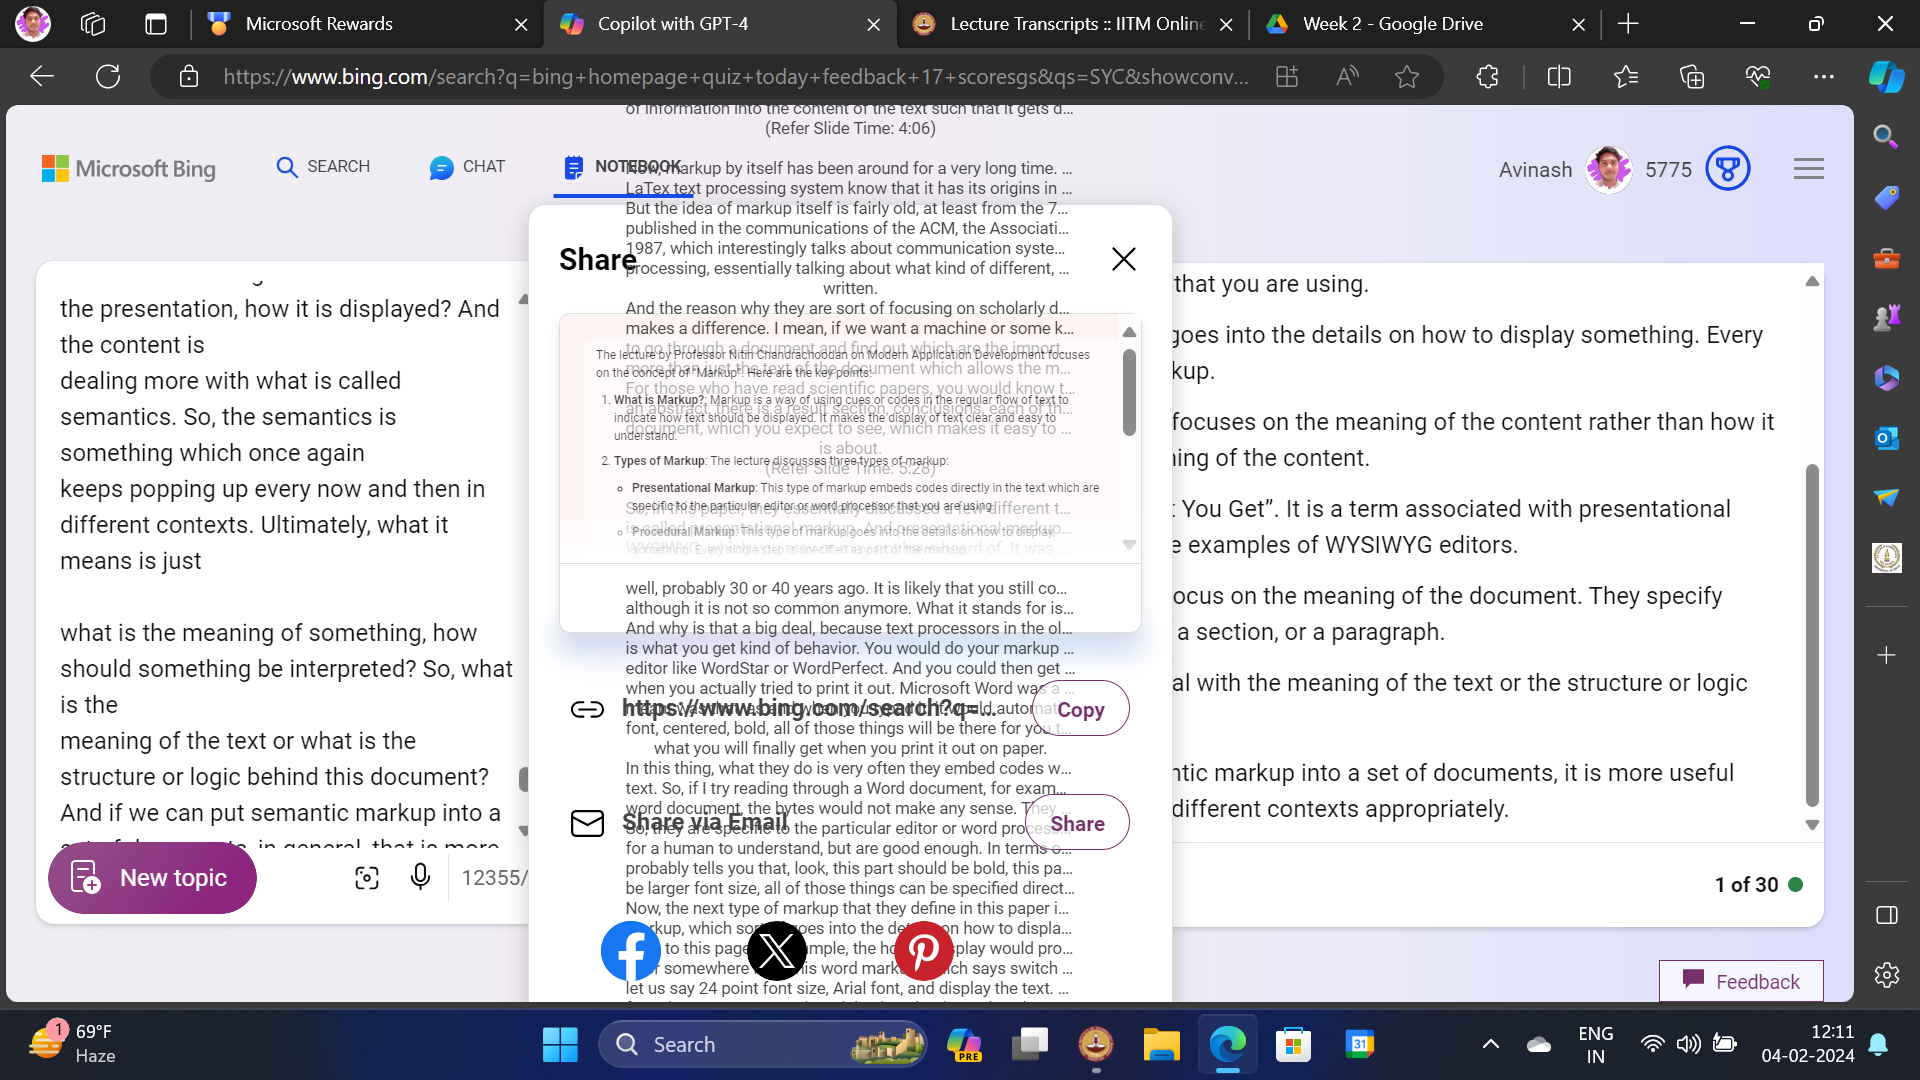 Microsoft Rewards
Copilot with GPT-4
Lecture Transcripts :: IITM Online
Week 2 - Google Drive
https://www.bing.com/search?q=bing+homepage+quiz+today+feedback+17+scoresgs&qs=SYC&showconv...
Microsoft Bing
SEARCH
CHAT
NOTEBOOK
Avinash
5775
the presentation, how it is displayed? And
the content is
dealing more with what is called
semantics. So, the semantics is
something which once again
keeps popping up every now and then in
different contexts. Ultimately, what it
means is just
what is the meaning of something, how
should something be interpreted? So, what
is the
meaning of the text or what is the
structure or logic behind this document?
And if we can put semantic markup into a
New topic
12355/
of information into the content of the text such that it gets d...
(Refer Slide Time: 4:06)
Now, markup by itself has been around for a very long time. ...
LaTex text processing system know that it has its origins in ...
But the idea of markup itself is fairly old, at least from the 7...
published in the communications of the ACM, the Associati...
1987, which interestingly talks about communication syste...
processing, essentially talking about what kind of different, ...
written.
And the reason why they are sort of focusing on scholarly d...
makes a difference. I mean, if we want a machine or some k...
to go through a document and find out which are the import...
more than just the text of the document which allows the m...
For those who have read scientific papers, you would know t...
an abstract, there is a result section, conclusions, each of th...
document, which you expect to see, which makes it easy to ...
is about.
(Refer Slide Time: 5:28)
So, in this paper, they essentially discussed a few different t...
is called presentational markup. And presentational markup...
well, probably 30 or 40 years ago. It is likely that you still co...
although it is not so common anymore. What it stands for is...
And why is that a big deal, because text processors in the ol...
is what you get kind of behavior. You would do your markup ...
editor like WordStar or WordPerfect. And you could then get ...
when you actually tried to print it out. Microsoft Word was a ...
font, centered, bold, all of those things will be there for you t...
what you will finally get when you print it out on paper.
In this thing, what they do is very often they embed codes w...
text. So, if I try reading through a Word document, for exam...
word document, the bytes would not make any sense. They ...
So, they are specific to the particular editor or word process...
for a human to understand, but are good enough. In terms o...
probably tells you that, look, this part should be bold, this pa...
be larger font size, all of those things can be specified direct...
Now, the next type of markup that they define in this paper i...
let us say 24 point font size, Arial font, and display the text. ...
Share
The lecture by Professor Nitin Chandrachoodan on Modern Application Development focuses
on the concept of "Markup". Here are the key points:
1. What is Markup?: Markup is a way of using cues or codes in the regular flow of text to
indicate how text should be displayed. It makes the display of text clear and easy to
understand.
2. Types of Markup: The lecture discusses three types of markup:
Presentational Markup: This type of markup embeds codes directly in the text which are
specific to the particular editor or word processor that you are using.
Procedural Markup: This type of markup goes into the details on how to display
something. Every single step is specified as part of the markup.
https://www.bing.com/search?q=...
Copy
Share via Email
Share
that you are using.
goes into the details on how to display something. Every
kup.
focuses on the meaning of the content rather than how it
ing of the content.
t You Get”. It is a term associated with presentational
e examples of WYSIWYG editors.
ocus on the meaning of the document. They specify
a section, or a paragraph.
al with the meaning of the text or the structure or logic
ntic markup into a set of documents, it is more useful
different contexts appropriately.
1 of 30
Feedback
1
69°F
Haze
Search
PRE
31
ENG
IN
12:11
04-02-2024